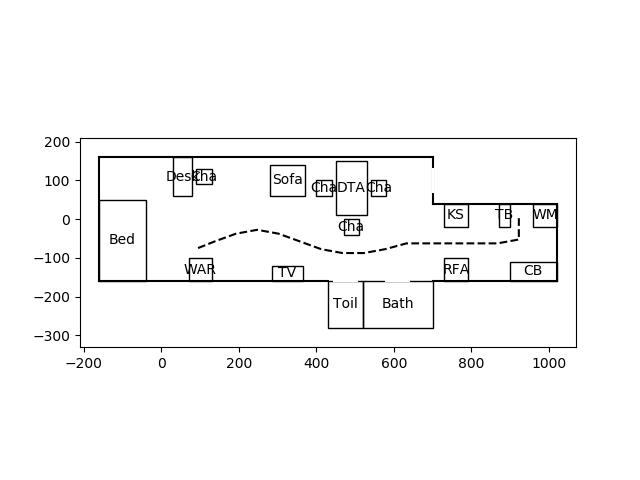 200
100
0
−100
−200
−300
Desk
Cha
Sofa
Cha
DTA
Cha
Cha
KS
TB
WM
Bed
WAR
TV
RFA
CB
Toil
Bath
−200
0
200
400
600
800
1000